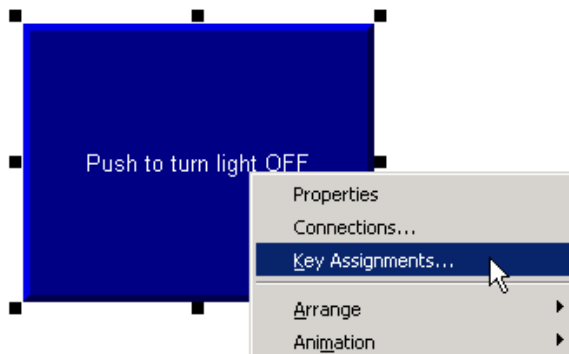 Push to turn light OFF
Properties
Connections...
Key Assignments...
Arrange
Animation